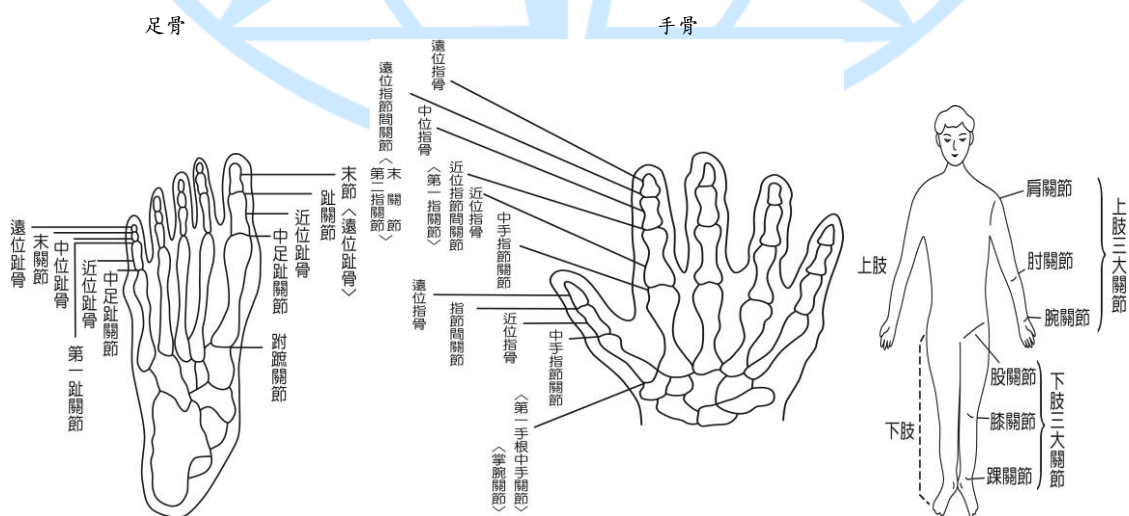 足骨
遠位趾骨
末關節
中位趾骨
近位趾骨
中足趾關節
第一趾關節
末節〈遠位趾骨〉
趾關節
近位趾骨
中足趾關節
跗蹠關節
手骨
遠位指骨
遠位指節間關節
〈末關節
第二指關節〉
中位指骨
近位指節間關節
〈第一指關節〉
近位指骨
中手指節關節
遠位指骨
指節間關節
近位指骨
中手指節關節
〈第一手根中手關節〉
〈掌腕關節〉
上肢
肩關節
肘關節
腕關節
上肢三大關節
下肢
股關節
膝關節
踝關節
下肢三大關節